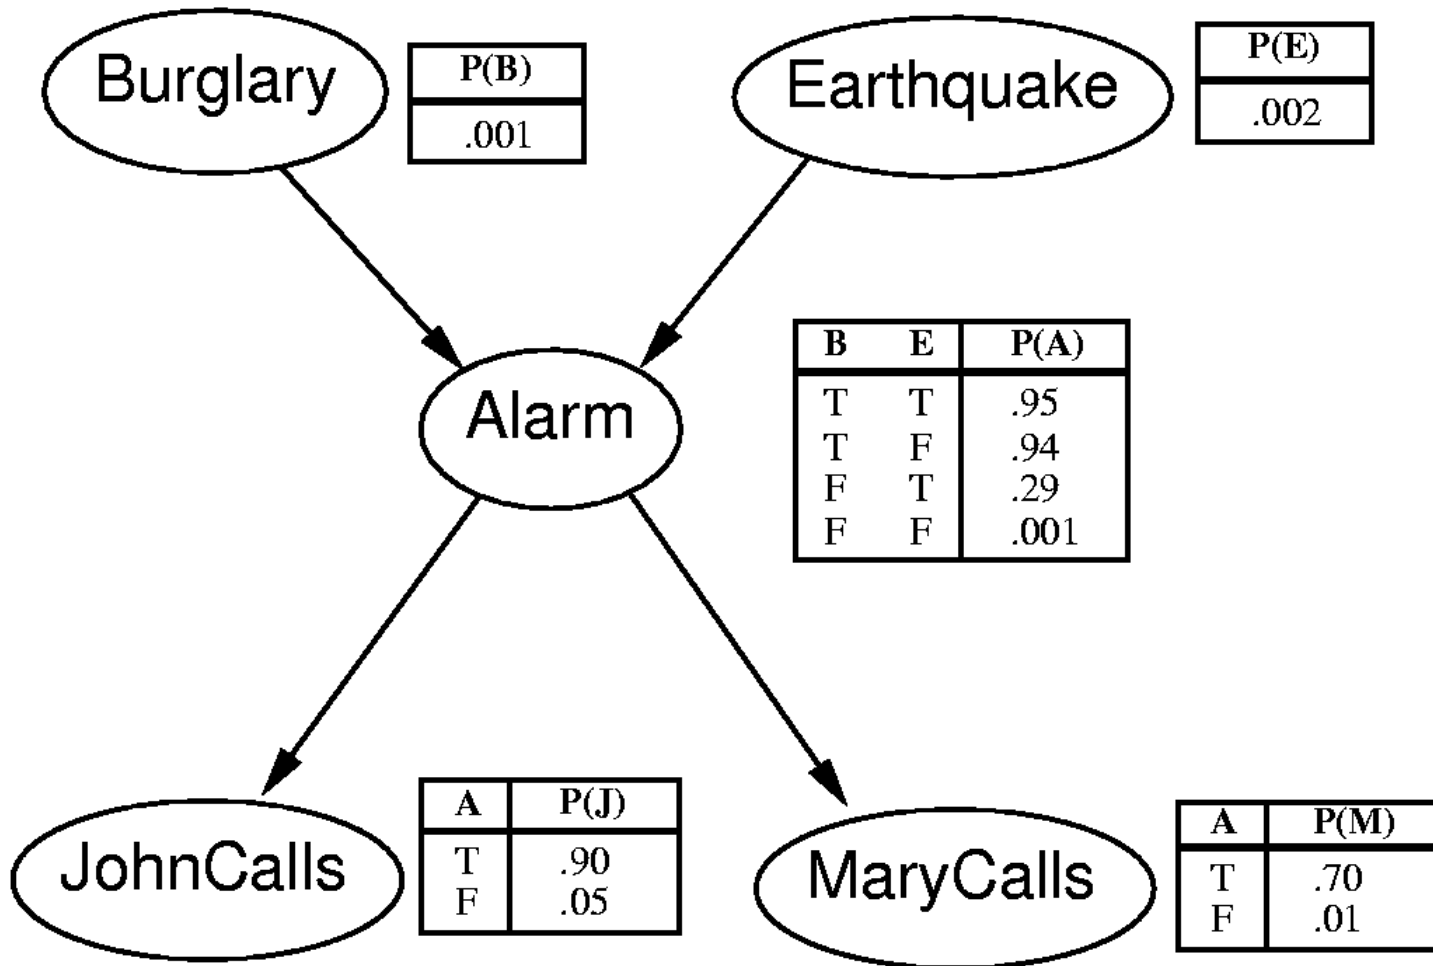 Burglary
P(B)
.001
Earthquake
P(E)
.002
Alarm
B E P(A)
T T .95
T F .94
F T .29
F F .001
JohnCalls
A P(J)
T .90
F .05
MaryCalls
A P(M)
T .70
F .01